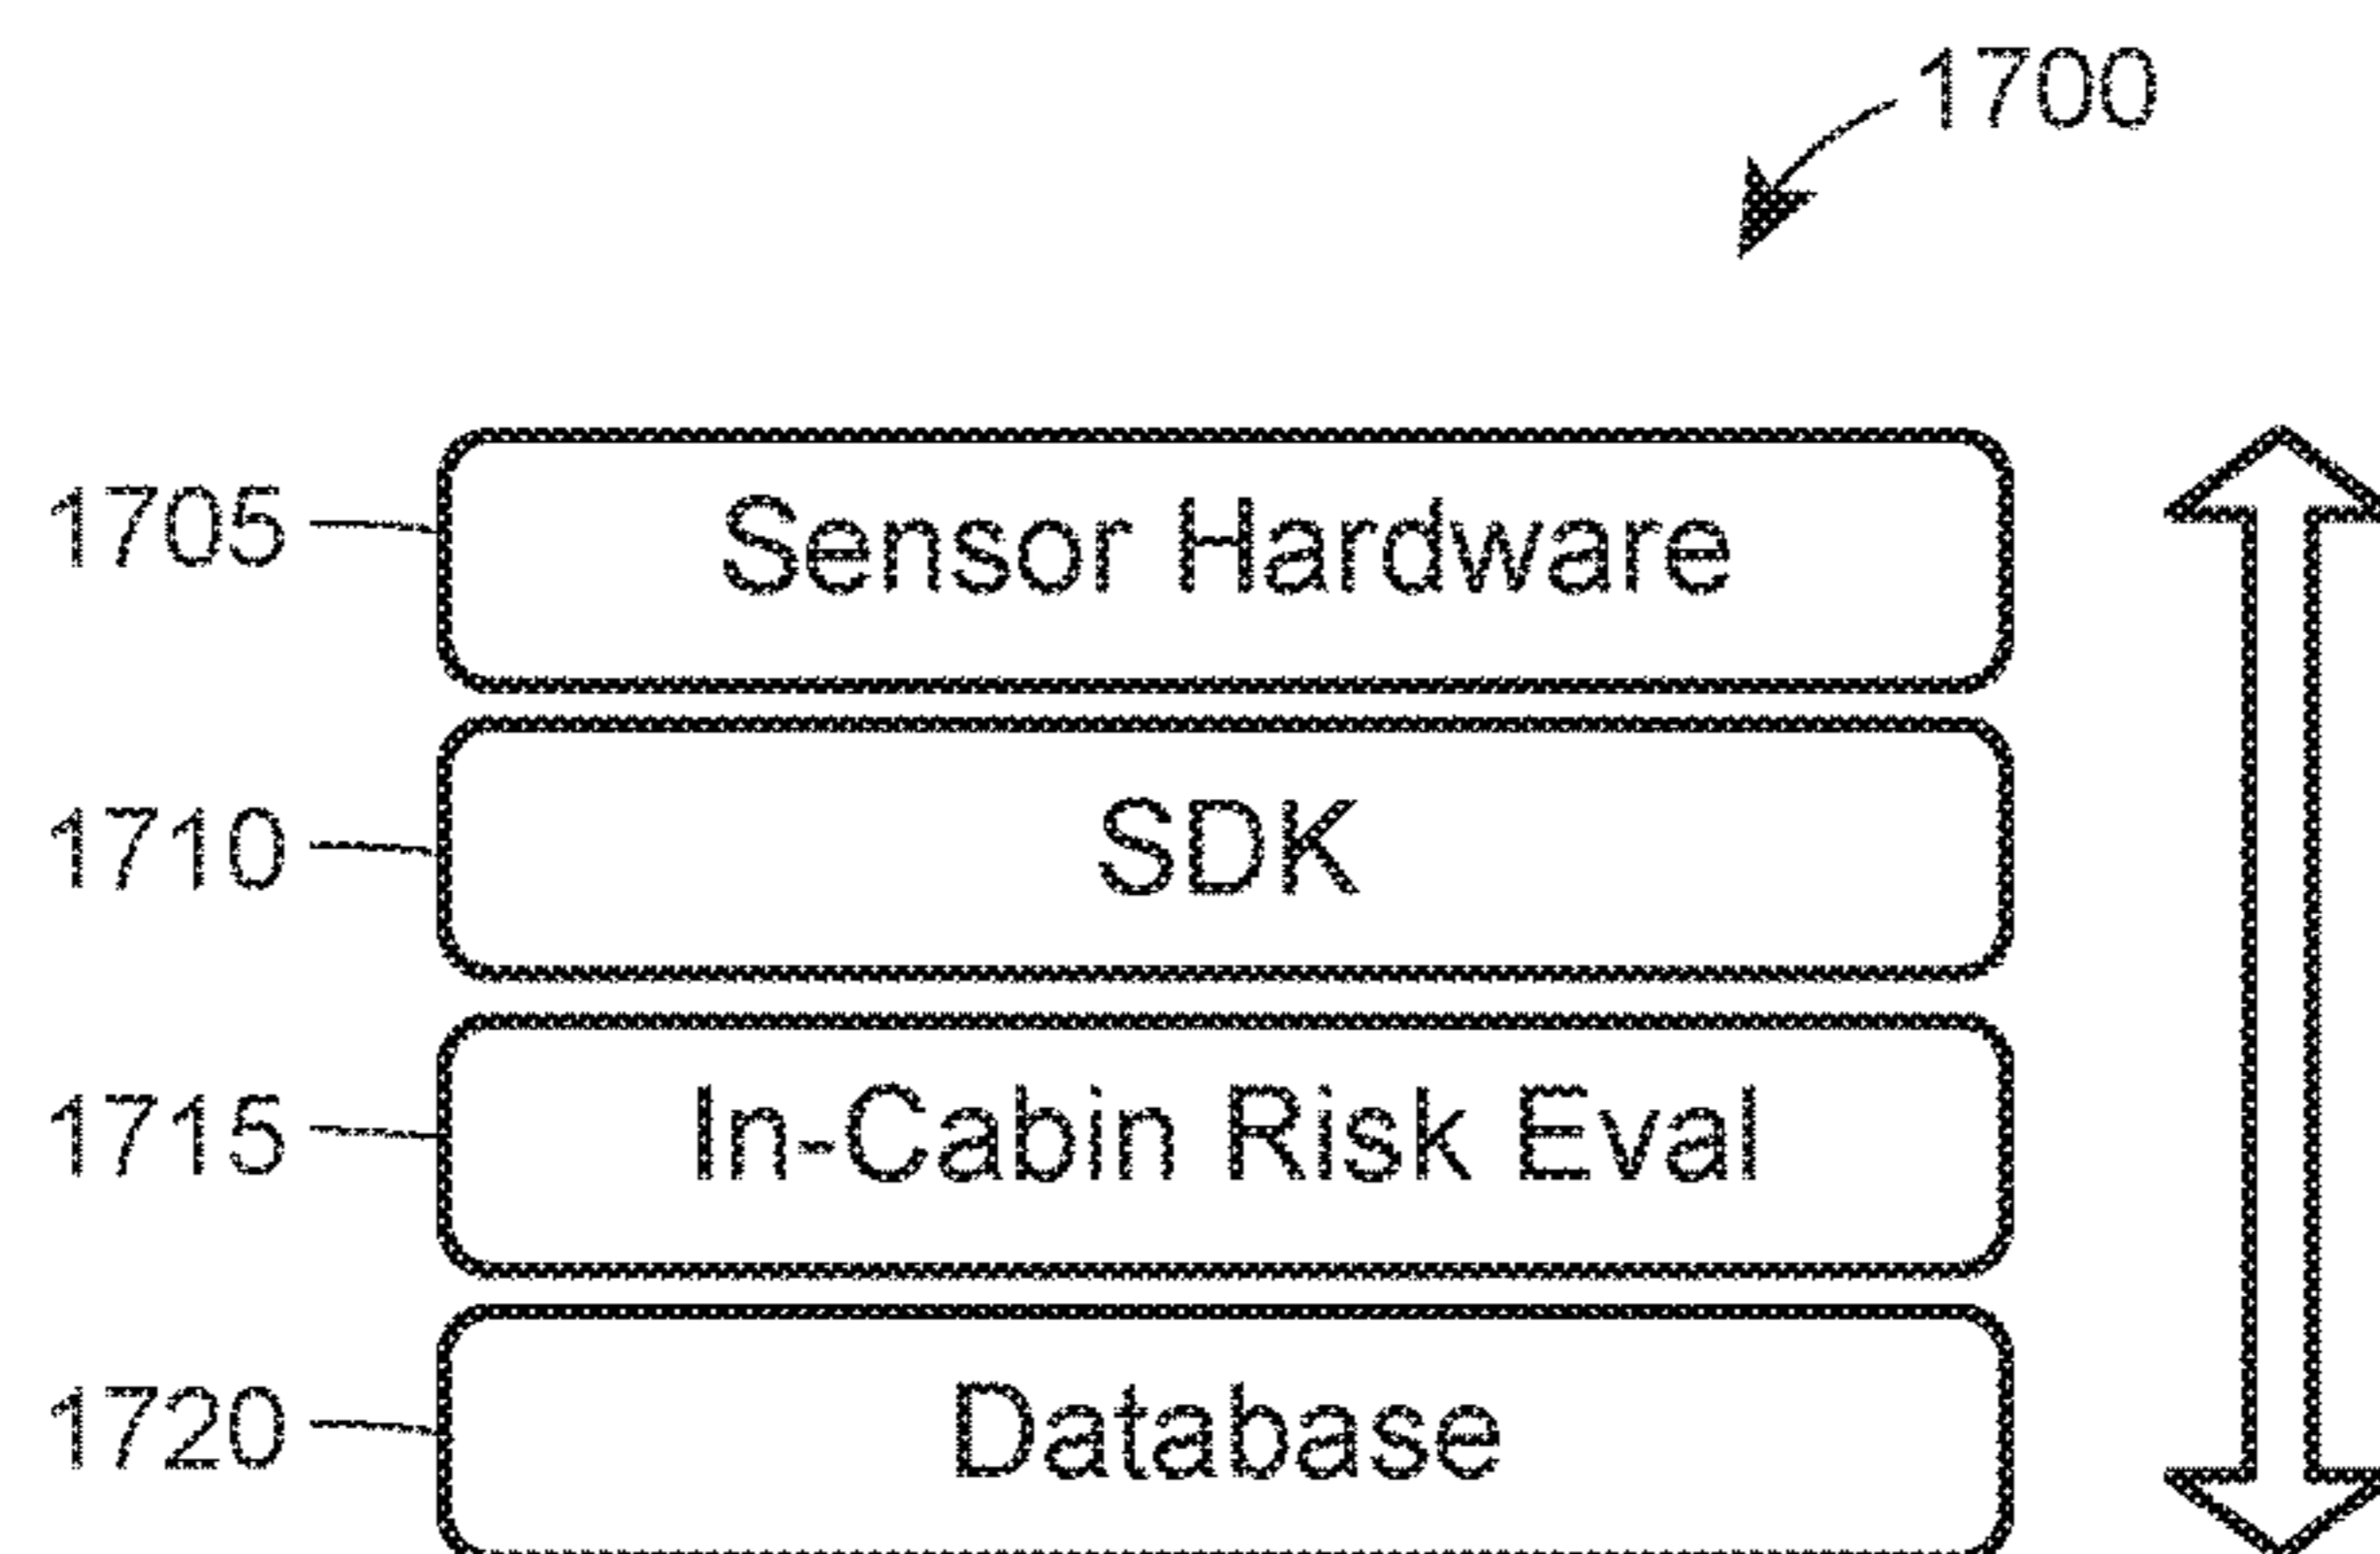 1700
1705 Sensor Hardware
1710 SDK
1715 In-Cabin Risk Eval
1720 Database